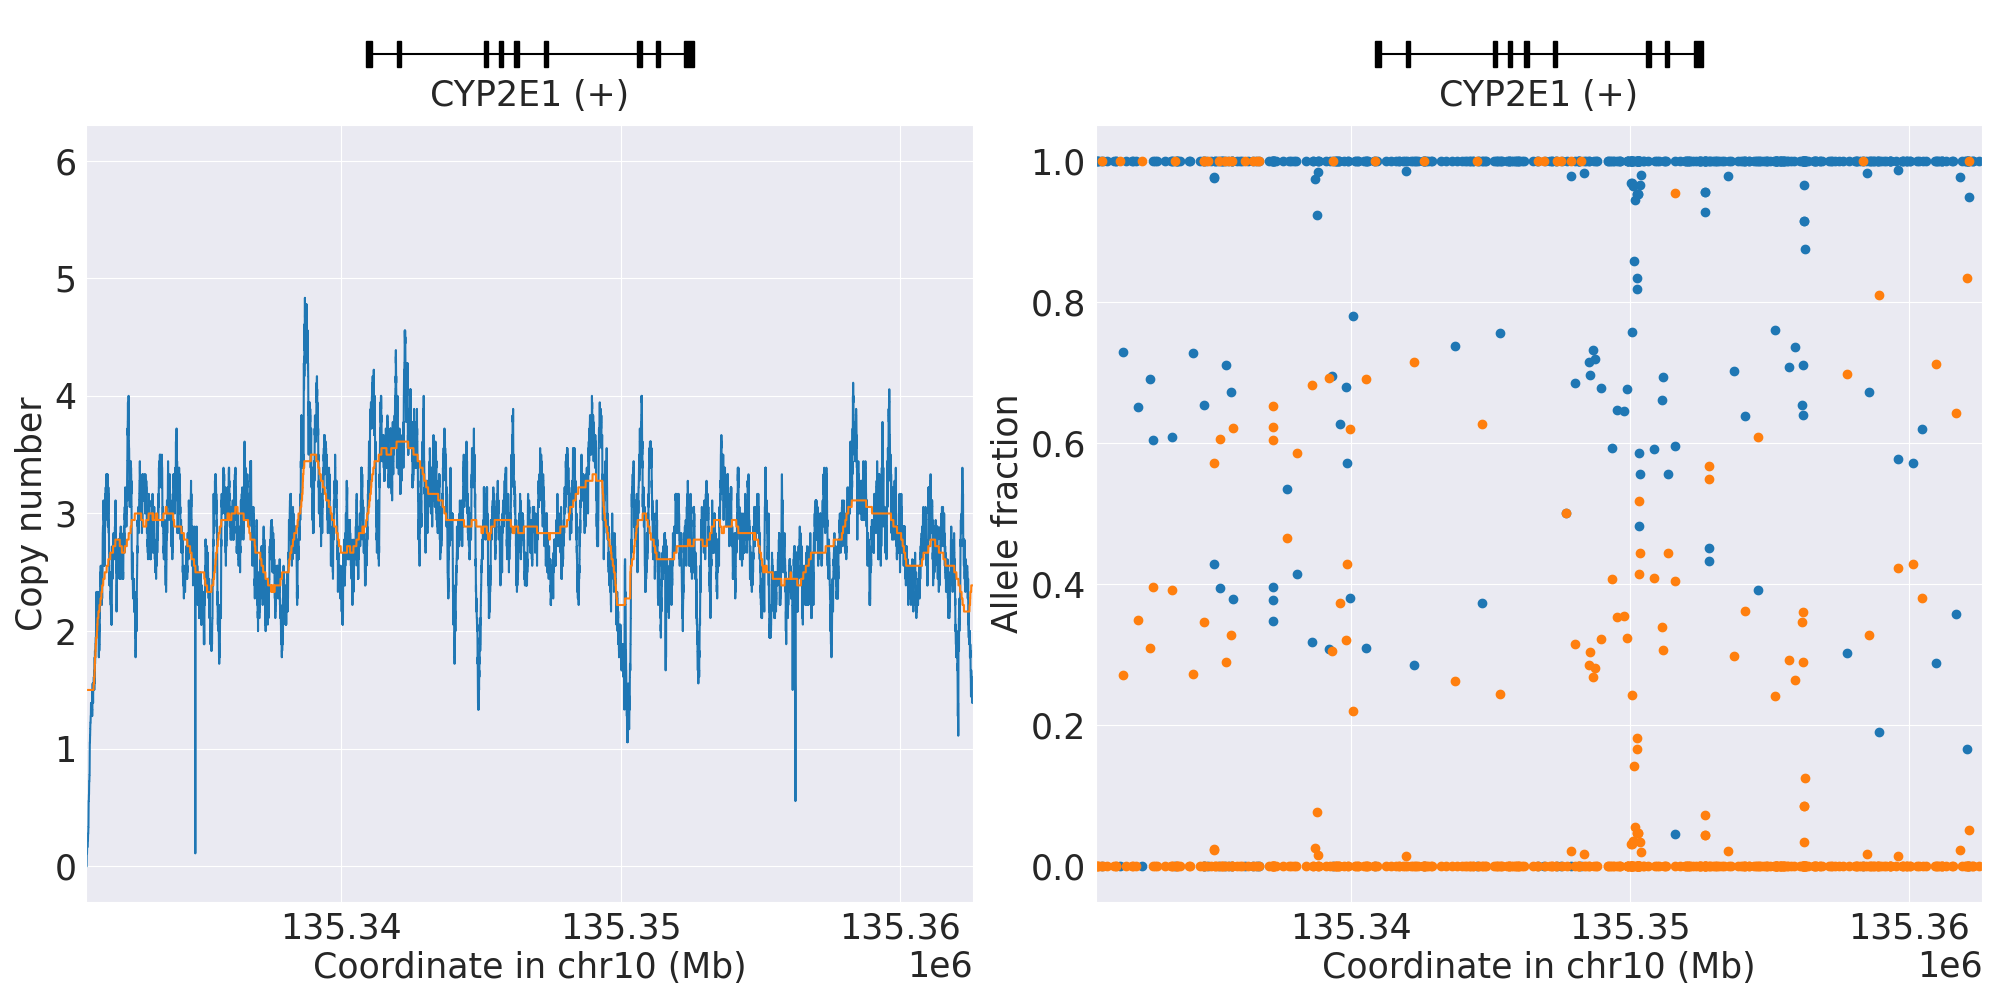 CYP2E1 (+)
6
5
4
3
2
1
0
Copy number
135.34 135.35 135.36
Coordinate in chr10 (Mb) 1e6
CYP2E1 (+)
1.0
0.8
0.6
0.4
0.2
0.0
Allele fraction
135.34 135.35 135.36
Coordinate in chr10 (Mb) 1e6